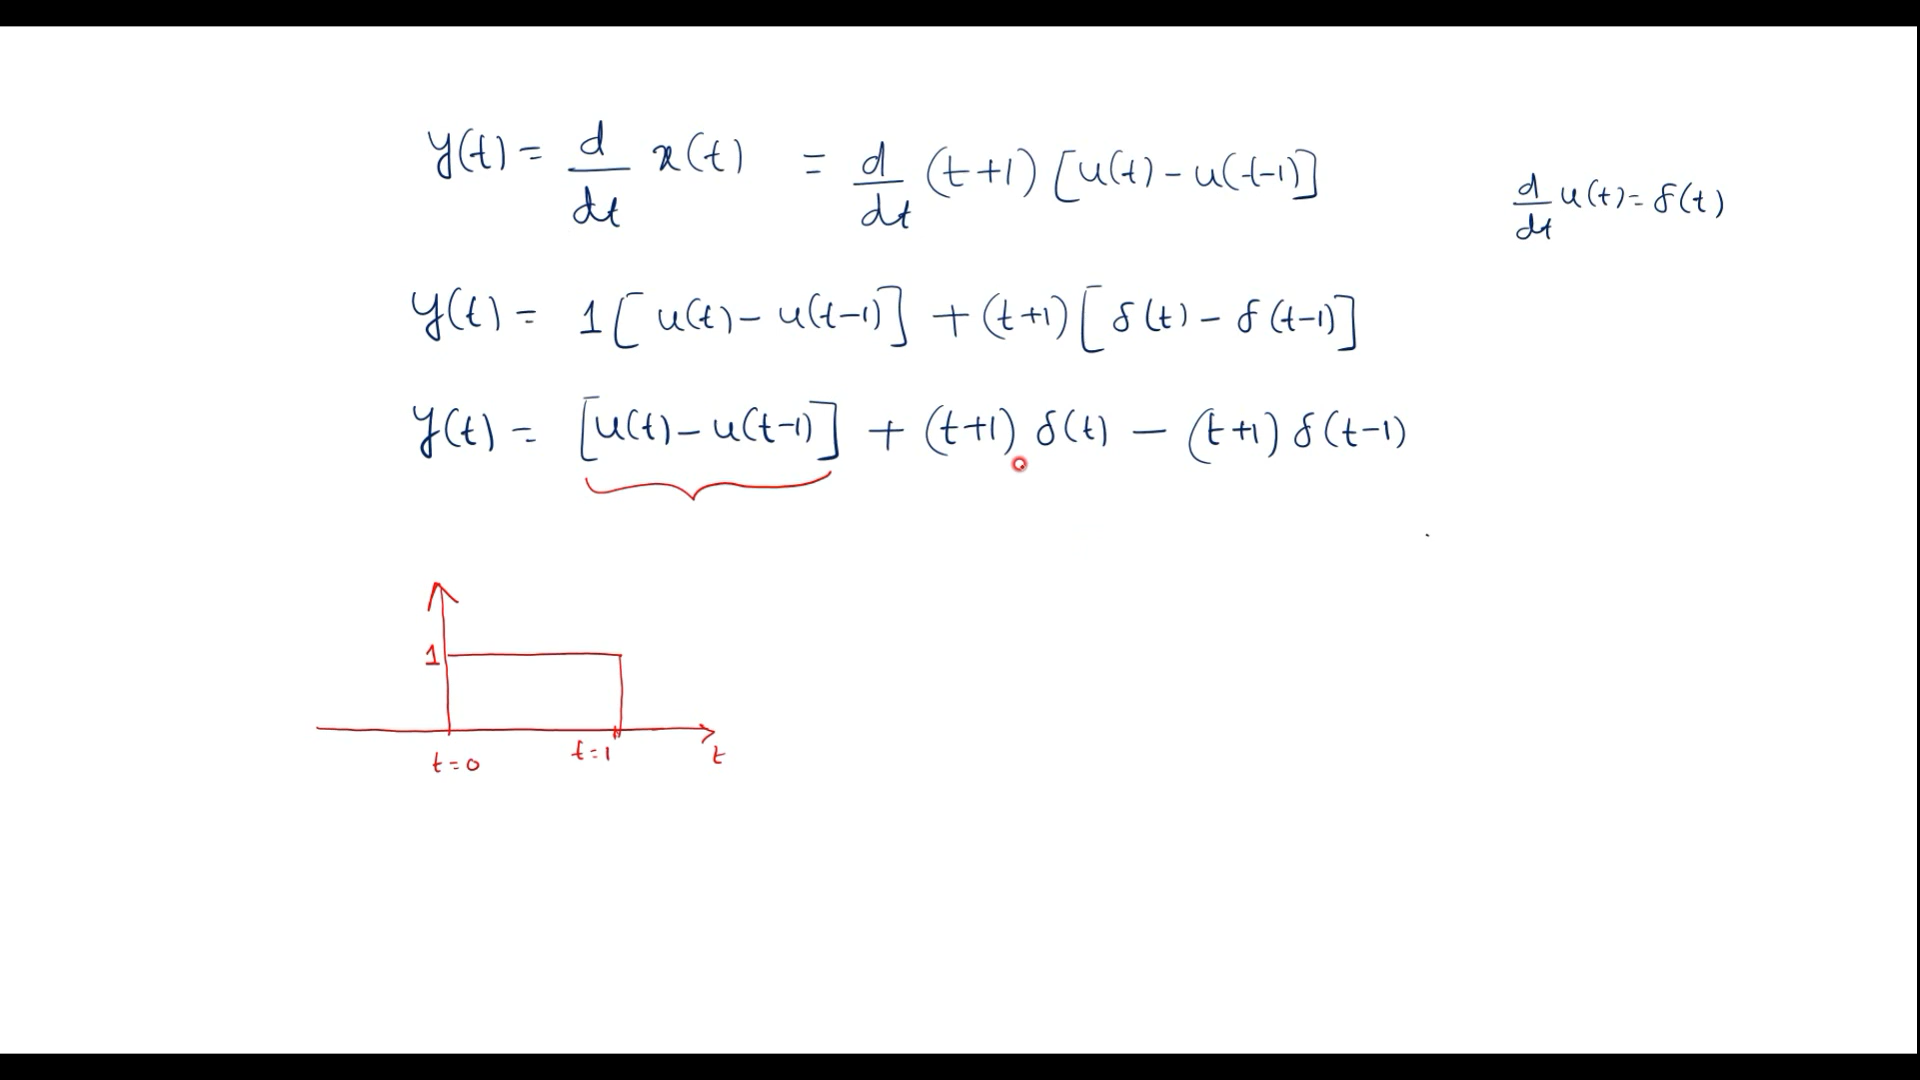 y(t) = d/dt x(t) = d/dt (t+1) [u(t) - u(t-1)]
d/dt u(t) = δ(t)
y(t) = 1 [u(t) - u(t-1)] + (t+1) [δ(t) - δ(t-1)]
y(t) = [u(t) - u(t-1)] + (t+1) δ(t) - (t+1) δ(t-1)
1
t=0
t=1
t